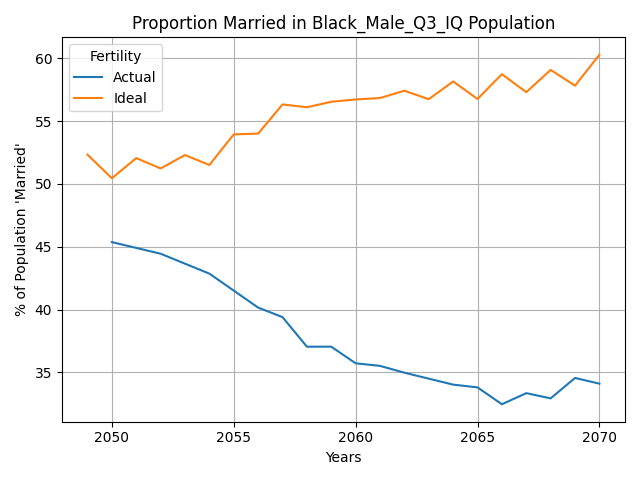 Proportion Married in Black_Male_Q3_IQ Population
Fertility
Actual
Ideal
% of Population 'Married'
60
55
50
45
40
35
2050
2055
2060
2065
2070
Years